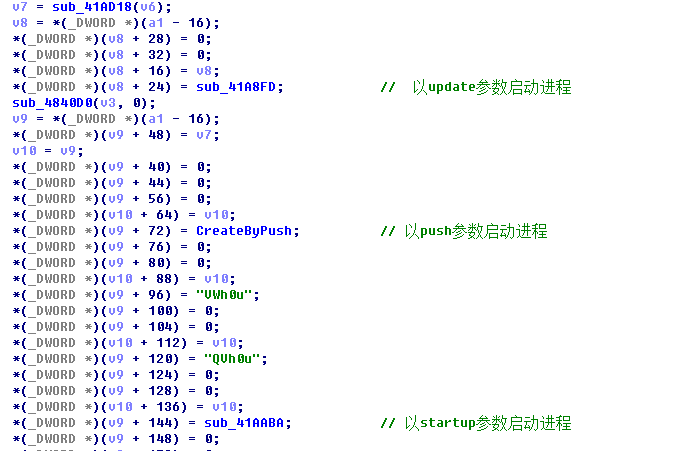 v7 = sub_41AD18(v6);
v8 = *(_DWORD *)(a1 - 16);
*(_DWORD *)(v8 + 28) = 0;
*(_DWORD *)(v8 + 32) = 0;
*(_DWORD *)(v8 + 16) = v8;
*(_DWORD *)(v8 + 24) = sub_41A8FD; // 以update参数启动进程
sub_4840D0(v3, 0);
v9 = *(_DWORD *)(a1 - 16);
*(_DWORD *)(v9 + 48) = v7;
v10 = v9;
*(_DWORD *)(v9 + 40) = 0;
*(_DWORD *)(v9 + 44) = 0;
*(_DWORD *)(v9 + 56) = 0;
*(_DWORD *)(v10 + 64) = v10;
*(_DWORD *)(v9 + 72) = CreateByPush; // 以push参数启动进程
*(_DWORD *)(v9 + 76) = 0;
*(_DWORD *)(v9 + 80) = 0;
*(_DWORD *)(v10 + 88) = v10;
*(_DWORD *)(v9 + 96) = "VWh0u";
*(_DWORD *)(v9 + 100) = 0;
*(_DWORD *)(v9 + 104) = 0;
*(_DWORD *)(v10 + 112) = v10;
*(_DWORD *)(v9 + 120) = "QVh0u";
*(_DWORD *)(v9 + 124) = 0;
*(_DWORD *)(v9 + 128) = 0;
*(_DWORD *)(v10 + 136) = v10;
*(_DWORD *)(v9 + 144) = sub_41AABA; // 以startup参数启动进程
*(_DWORD *)(v9 + 148) = 0;